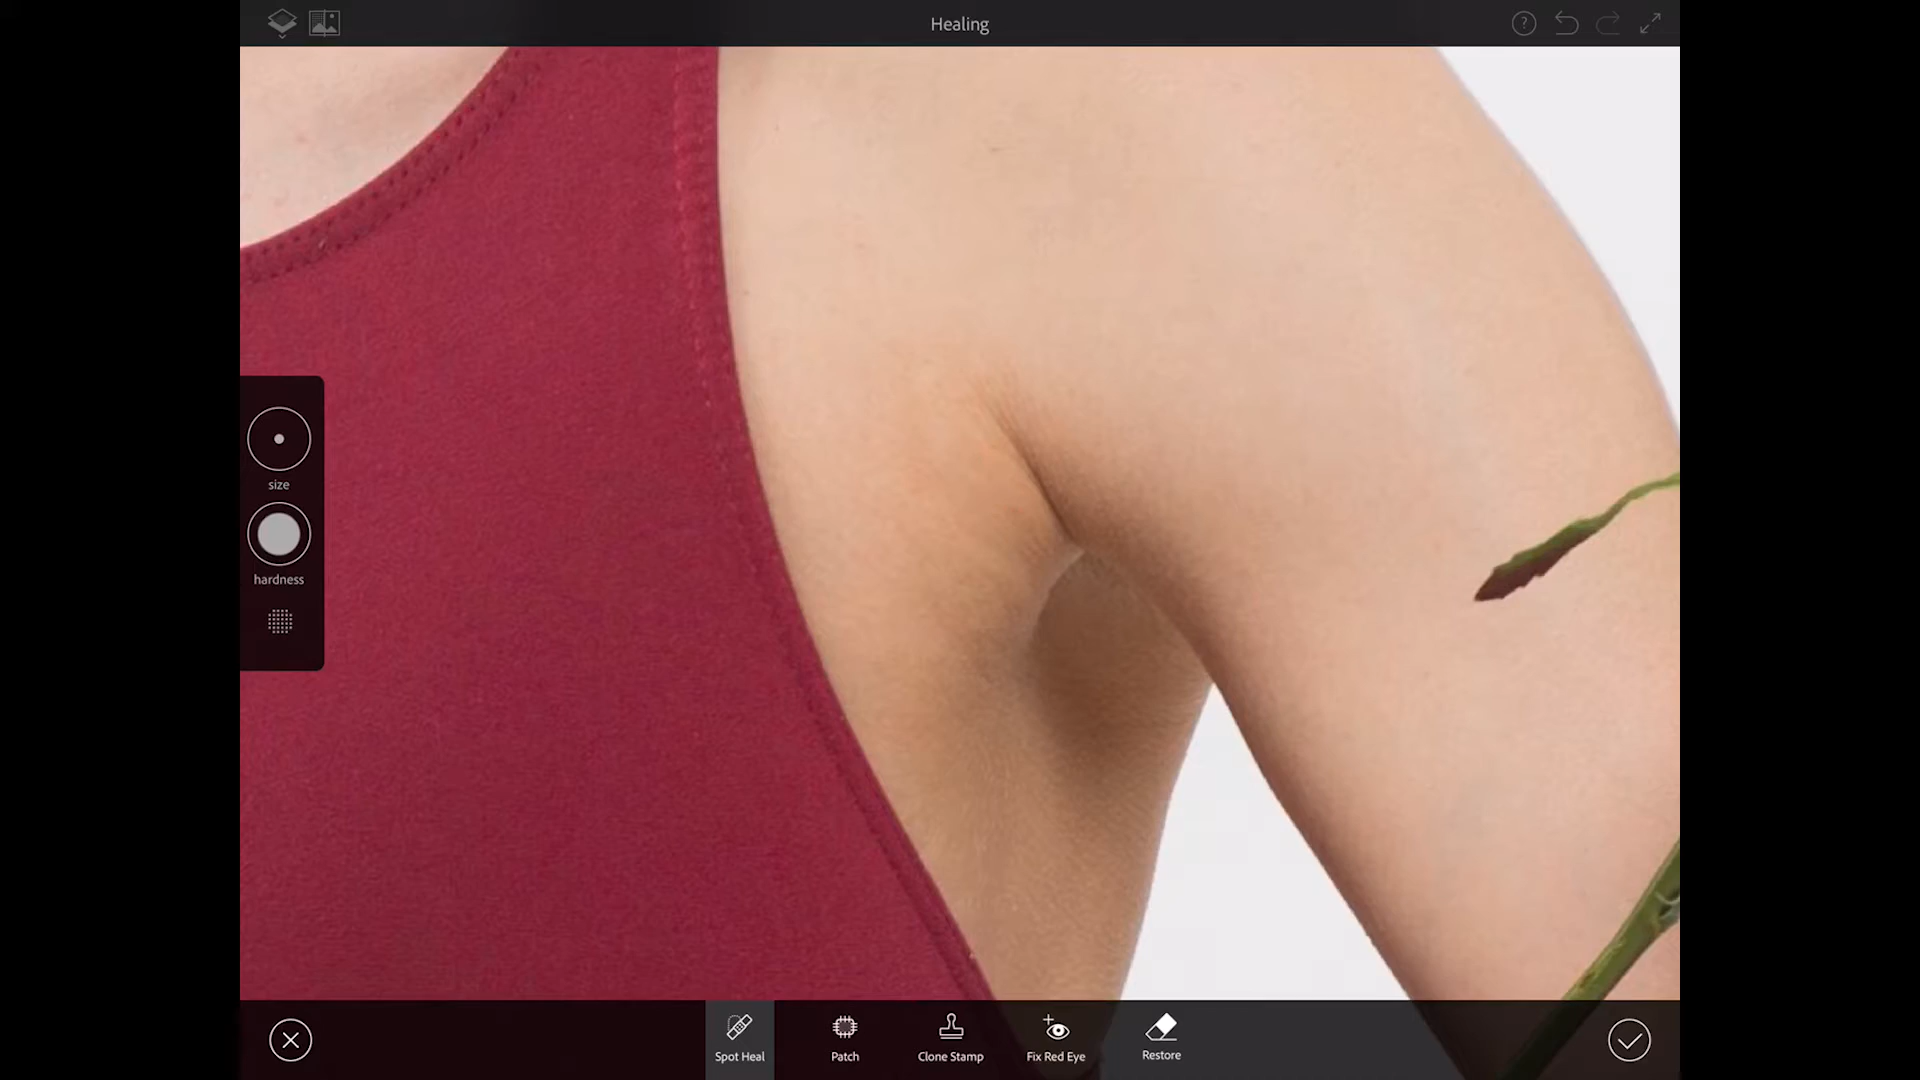 Healing
?
size
hardness
Spot Heal
Patch
Clone Stamp
Fix Red Eye
Restore